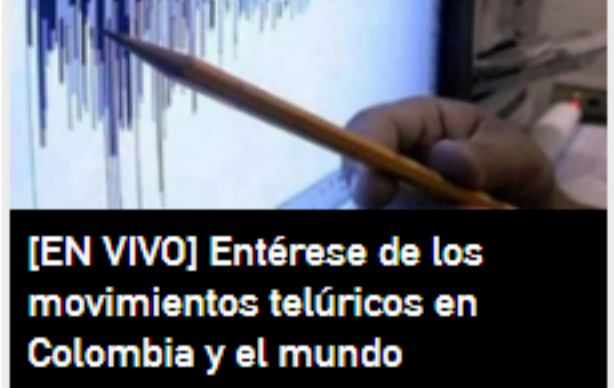 [EN VIVO] Entérese de los
movimientos telúricos en
Colombia y el mundo